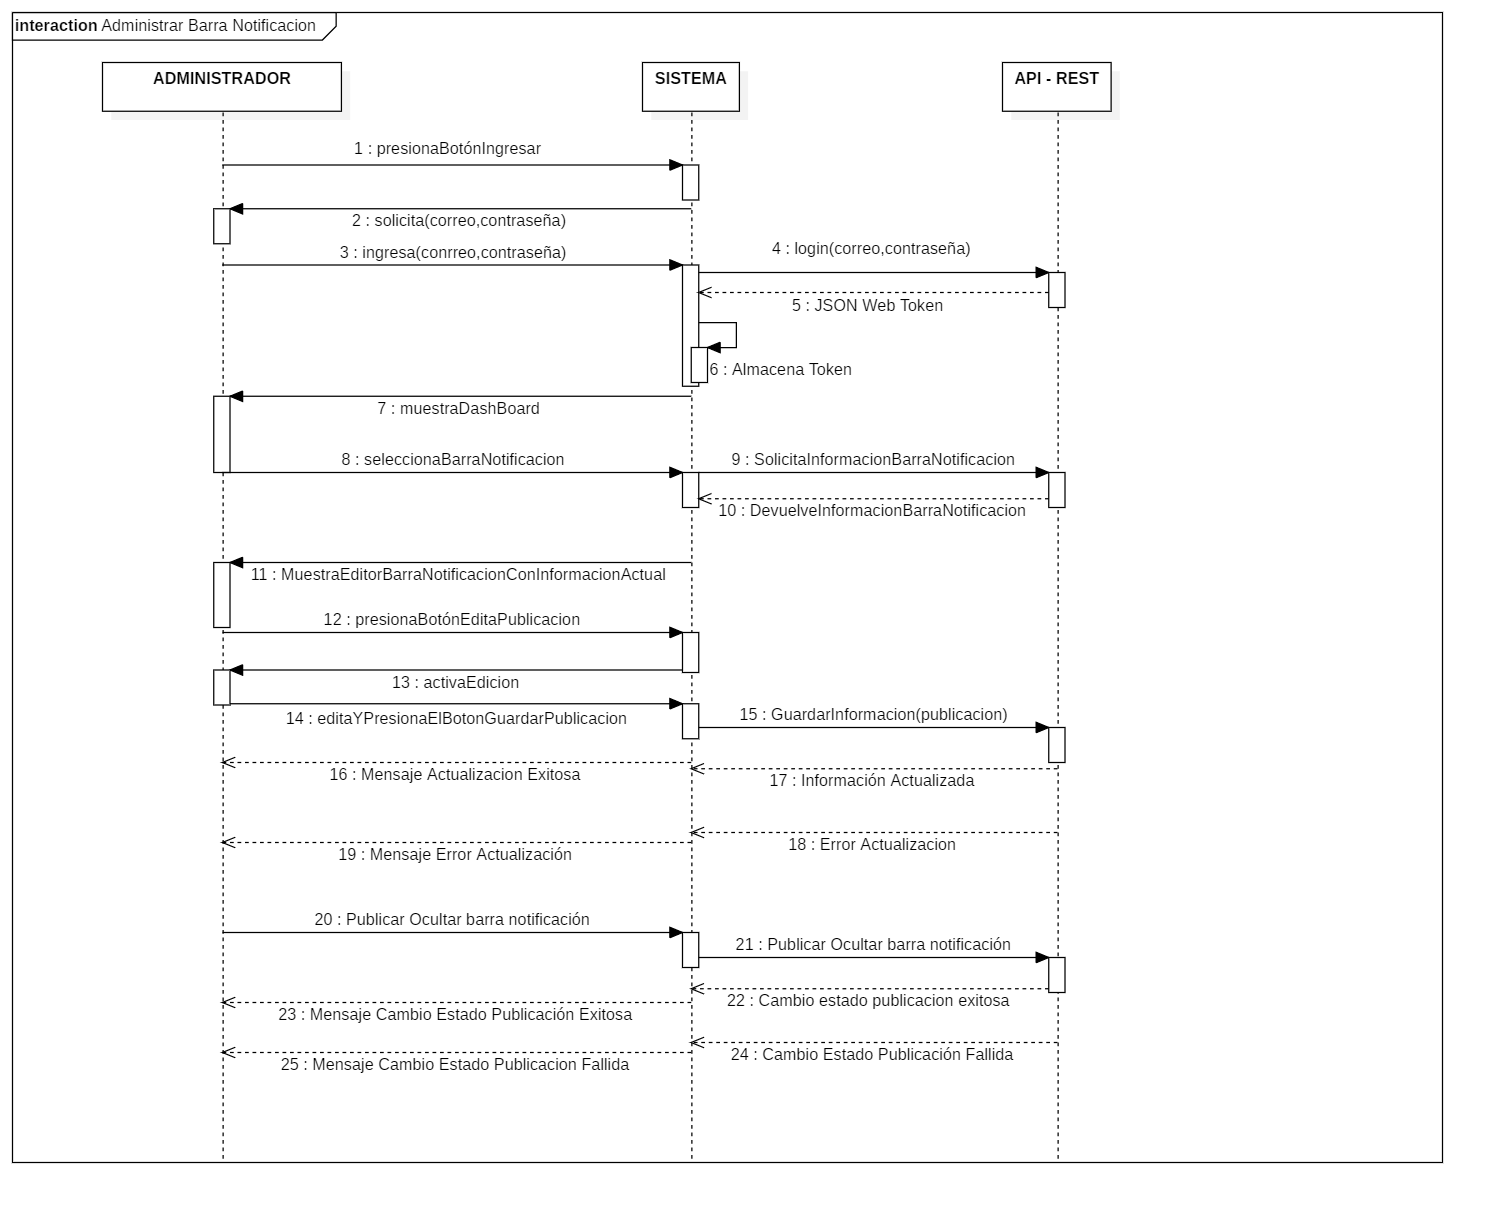 interaction Administrar Barra Notificacion
ADMINISTRADOR
SISTEMA
API - REST
1 : presionaBotónIngresar
2 : solicita(correo,contraseña)
3 : ingresa(conrreo,contraseña)
4 : login(correo,contraseña)
5 : JSON Web Token
6 : Almacena Token
7 : muestraDashBoard
8 : seleccionaBarraNotificacion
9 : SolicitaInformacionBarraNotificacion
10 : DevuelveInformacionBarraNotificacion
11 : MuestraEditorBarraNotificacionConInformacionActual
12 : presionaBotónEditaPublicacion
13 : activaEdicion
14 : editaYPresionaElBotonGuardarPublicacion
15 : GuardarInformacion(publicacion)
16 : Mensaje Actualizacion Exitosa
17 : Información Actualizada
18 : Error Actualizacion
19 : Mensaje Error Actualización
20 : Publicar Ocultar barra notificación
21 : Publicar Ocultar barra notificación
22 : Cambio estado publicacion exitosa
23 : Mensaje Cambio Estado Publicación Exitosa
24 : Cambio Estado Publicación Fallida
25 : Mensaje Cambio Estado Publicacion Fallida